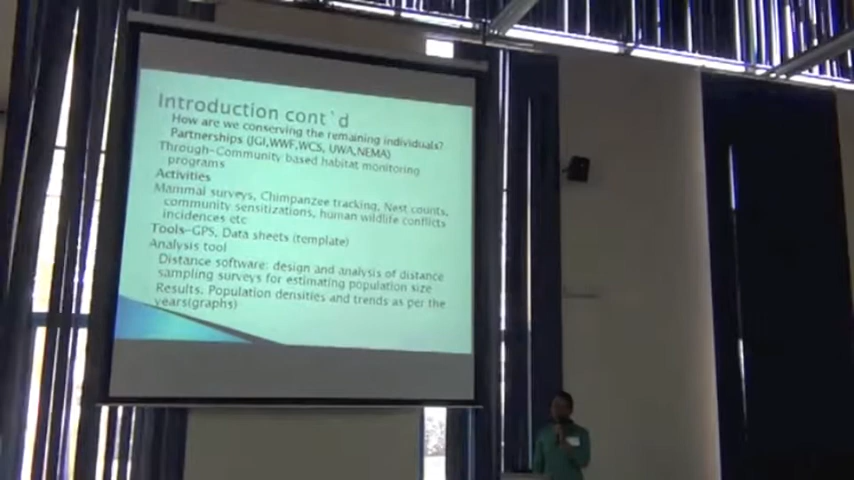 Introduction cont`d
How are we conserving the remaining individuals?
Partnerships (JGI,WWF,WCS, UWA,NEMA)
Through-Community based habitat monitoring
programs
Activities
Mammal surveys, Chimpanzee tracking, Nest counts,
community sensitizations, human wildlife conflicts
incidences etc
Tools-GPS, Data sheets (template)
Analysis tool
Distance software: design and analysis of distance
sampling surveys for estimating population size
Results. Population densities and trends as per the
years(graphs)